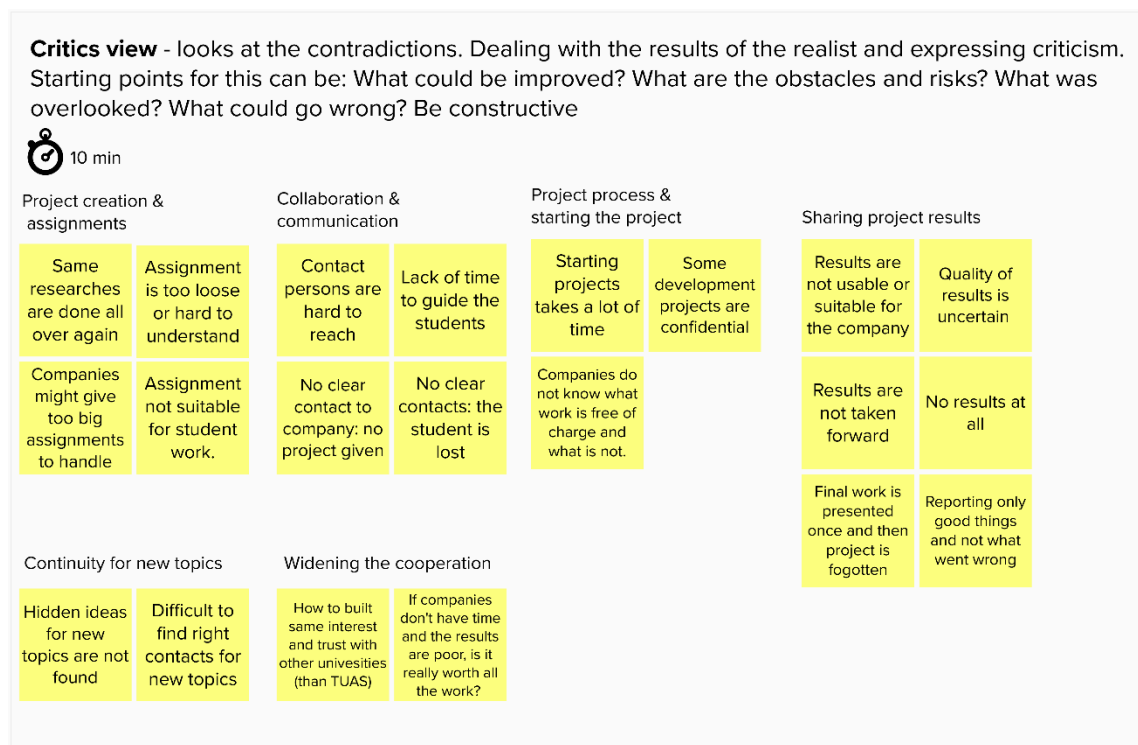 Critics view - looks at the contradictions. Dealing with the results of the realist and expressing criticism.
Starting points for this can be: What could be improved? What are the obstacles and risks? What was
overlooked? What could go wrong? Be constructive
10 min
Project creation &
assignments
Same
researches
are done all
over again
Assignment
is too loose
or hard to
understand
Companies
might give
too big
assignments
to handle
Assignment
not suitable
for student
work.
Collaboration &
communication
Contact
persons are
hard to
reach
Lack of time
to guide the
students
No clear
contact to
company: no
project given
No clear
contacts: the
student is
lost
Project process &
starting the project
Starting
projects
takes a lot of
time
Some
development
projects are
confidential
Companies do
not know what
work is free of
charge and
what is not.
Sharing project results
Results are
not usable or
suitable for
the company
Quality of
results is
uncertain
Results are
not taken
forward
No results at
all
Final work is
presented
once and then
project is
fogotten
Reporting only
good things
and not what
went wrong
Continuity for new topics
Hidden ideas
for new
topics are not
found
Difficult to
find right
contacts for
new topics
Widening the cooperation
How to built
same interest
and trust with
other univesities
(than TUAS)
If companies
don't have time
and the results
are poor, is it
really worth all
the work?